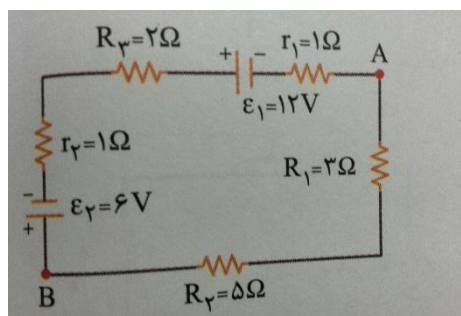 R۳=۲Ω
+ -
r۱=۱Ω
A
ε۱=۱۲V
r۲=۱Ω
R۱=۳Ω
-
ε۲=۶V
+
B
R۲=۵Ω